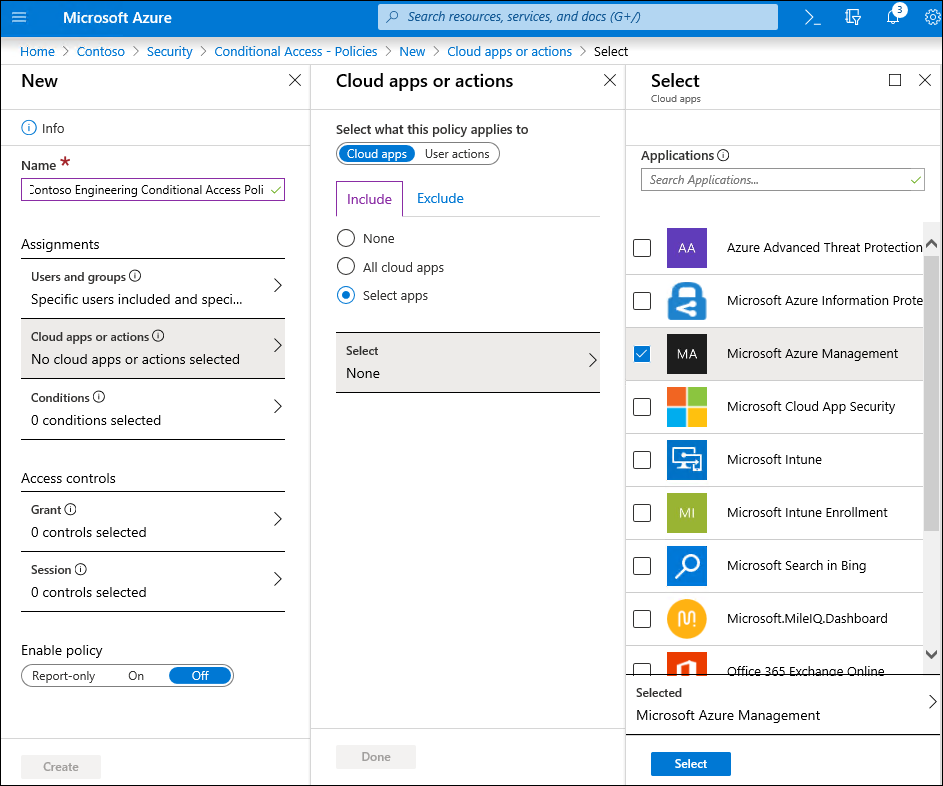 Microsoft Azure
Search resources, services, and docs (G+/)
3
Home > Contoso > Security > Conditional Access - Policies > New > Cloud apps or actions > Select
New
Info
Name *
Contoso Engineering Conditional Access Poli
Assignments
Users and groups
Specific users included and speci...
Cloud apps or actions
No cloud apps or actions selected
Conditions
0 conditions selected
Access controls
Grant
0 controls selected
Session
0 controls selected
Enable policy
Report-only On Off
Create
Cloud apps or actions
Select what this policy applies to
Cloud apps User actions
Include Exclude
None
All cloud apps
Select apps
Select
None
Done
Select
Cloud apps
Applications
Search Applications...
AA Azure Advanced Threat Protection
Microsoft Azure Information Prote
MA Microsoft Azure Management
Microsoft Cloud App Security
Microsoft Intune
MI Microsoft Intune Enrollment
Microsoft Search in Bing
Microsoft.MileIQ.Dashboard
Office 365 Exchange Online
Selected
Microsoft Azure Management
Select